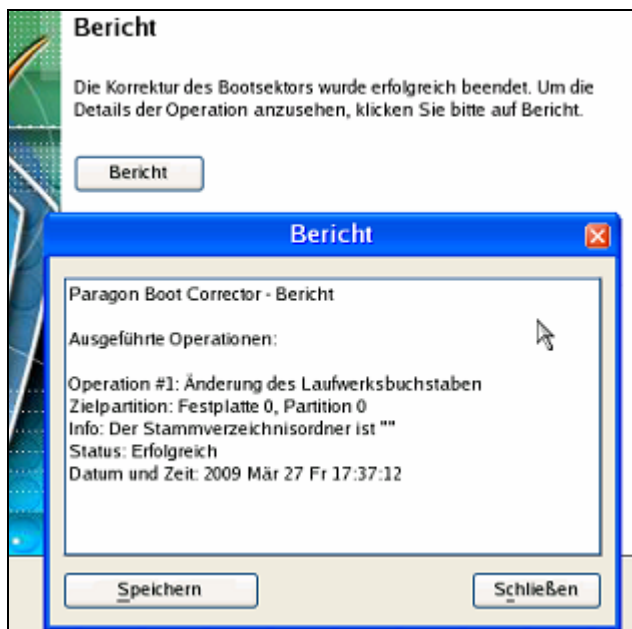 Bericht
Die Korrektur des Bootsektors wurde erfolgreich beendet. Um die
Details der Operation anzusehen, klicken Sie bitte auf Bericht.
Bericht
Bericht
Paragon Boot Corrector - Bericht
Ausgeführte Operationen:
Operation #1: Änderung des Laufwerksbuchstaben
Zielpartition: Festplatte 0, Partition 0
Info: Der Stammverzeichnisordner ist ""
Status: Erfolgreich
Datum und Zeit: 2009 Mär 27 Fr 17:37:12
Speichern
Schließen